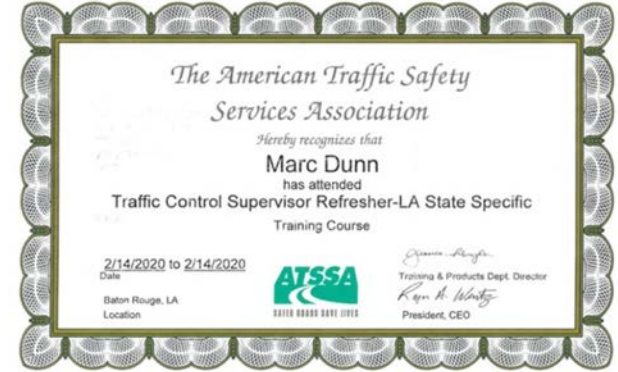 The American Traffic Safety
Services Association
Hereby recognizes that
Marc Dunn
has attended
Traffic Control Supervisor Refresher-LA State Specific
Training Course
2/14/2020 to 2/14/2020
Date
Baton Rouge, LA
Location
ATSSA
SAFER ROADS SAVE LIVES
Training & Products Dept. Director
President, CEO